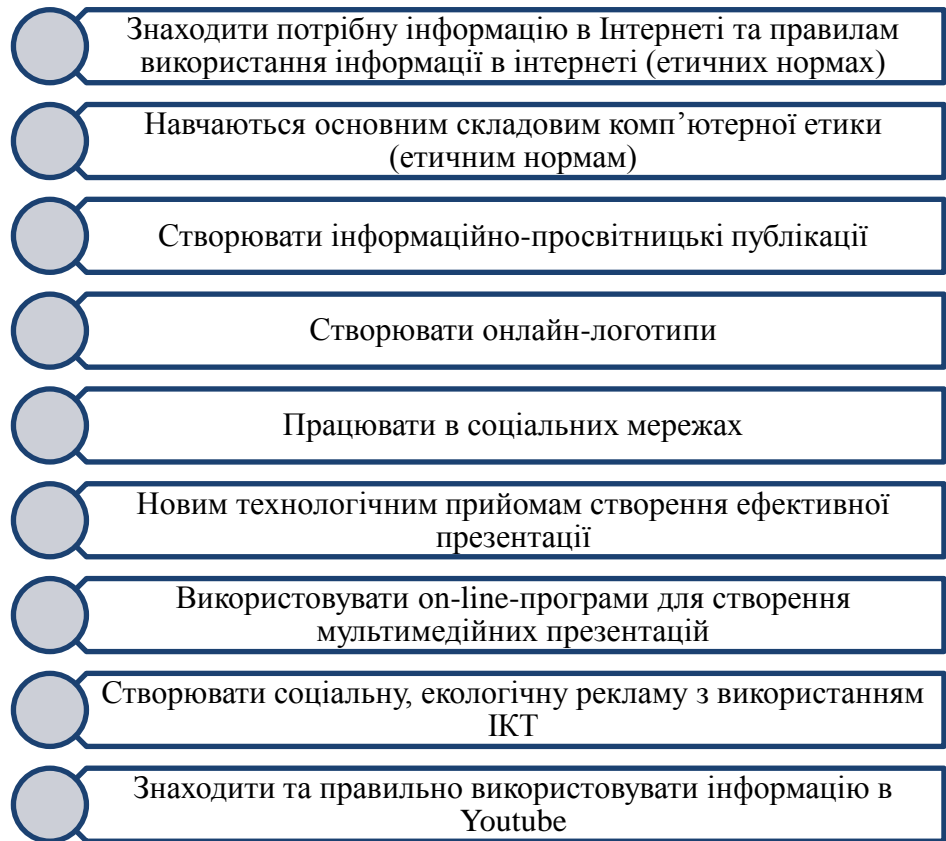 Знаходити потрібну інформацію в Інтернеті та правилам
використання інформації в інтернеті (етичних нормах)
Навчаються основним складовим комп’ютерної етики
(етичним нормам)
Створювати інформаційно-просвітницькі публікації
Створювати онлайн-логотипи
Працювати в соціальних мережах
Новим технологічним прийомам створення ефективної
презентації
Використовувати on-line-програми для створення
мультимедійних презентацій
Створювати соціальну, екологічну рекламу з використанням
ІКТ
Знаходити та правильно використовувати інформацію в
Youtube